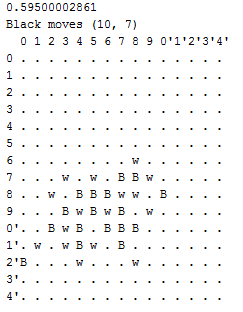 0.59500002861
Black moves (10, 7)
0 1 2 3 4 5 6 7 8 9 0'1'2'3'4'
0 . . . . . . . . . . . . . . .
1 . . . . . . . . . . . . . . .
2 . . . . . . . . . . . . . . .
3 . . . . . . . . . . . . . . .
4 . . . . . . . . . . . . . . .
5 . . . . . . . . . . . . . . .
6 . . . . . . . . w . . . . . .
7 . . . w . w . B B w . . . . .
8 . . w . B B B w w . B . . . .
9 . . . B w B w B . w . . . . .
0'. . B w B . B B B . . . . . .
1'. w . w B w . B . . . . . . .
2'B . . . w . . . w . . . . . .
3'. . . . . . . . . . . . . . .
4'. . . . . . . . . . . . . . .